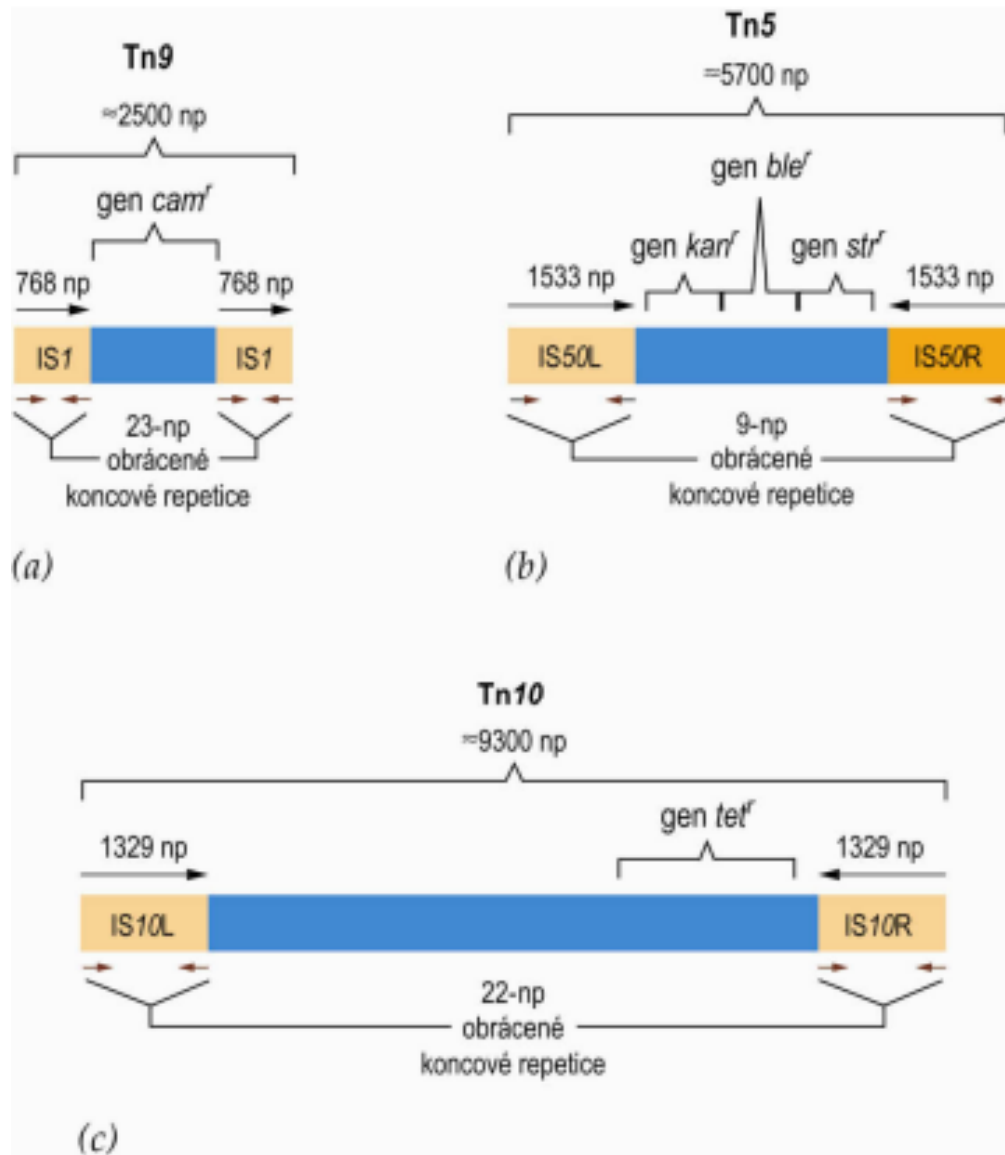 Tn9
≈2500 np
gen camʳ
768 np 768 np
IS1 IS1
23-np
obrácené
koncové repetice
(a)
Tn5
≈5700 np
gen bleʳ
gen kanʳ gen strʳ
1533 np 1533 np
IS50L IS50R
9-np
obrácené
koncové repetice
(b)
Tn10
≈9300 np
gen tetʳ
1329 np 1329 np
IS10L IS10R
22-np
obrácené
koncové repetice
(c)